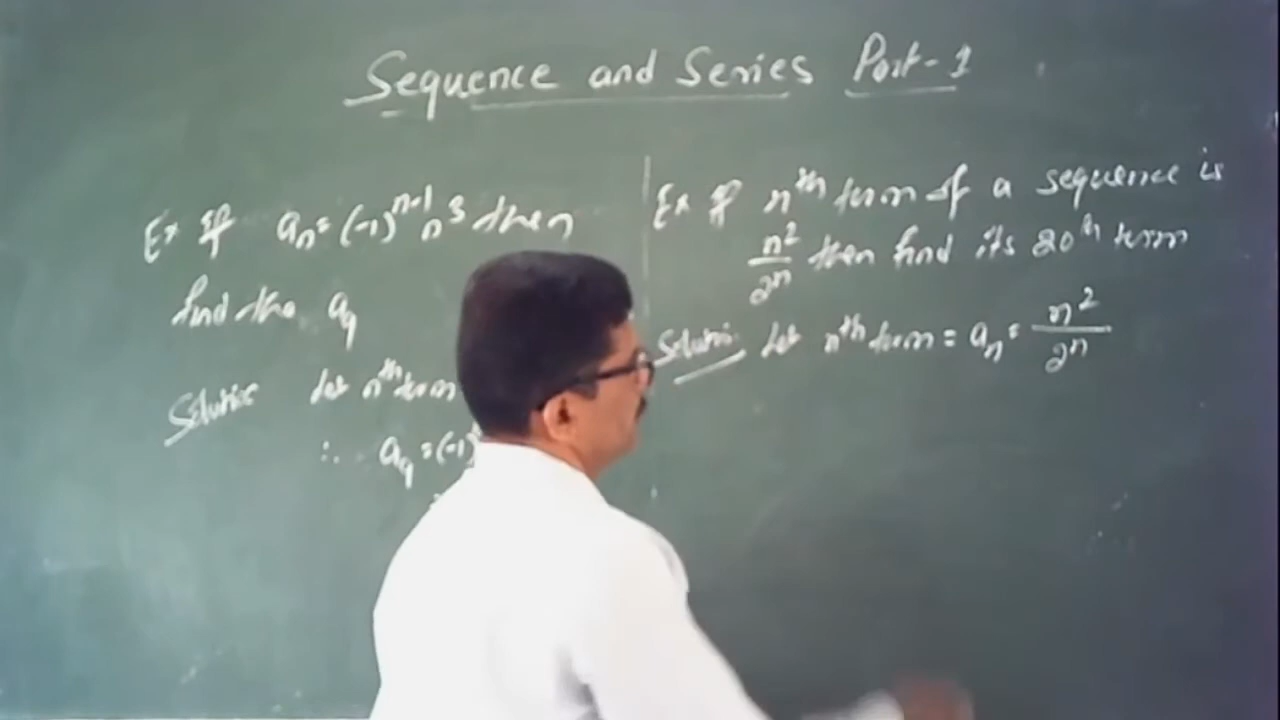 Sequence and Series Part-1
Ex If aₙ = (-1)ⁿ⁻¹ n³ then
find the a₉
Solution let nᵗʰ term
∴ a₉ = (-1)
Ex If nᵗʰ term of a sequence is
n²/2ⁿ then find its 20ᵗʰ term
Solution let nᵗʰ term = aₙ = n²/2ⁿ